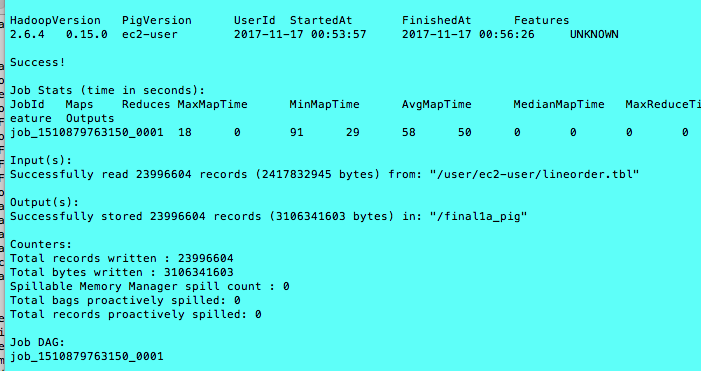 HadoopVersion PigVersion UserId StartedAt FinishedAt Features
2.6.4 0.15.0 ec2-user 2017-11-17 00:53:57 2017-11-17 00:56:26 UNKNOWN
Success!
Job Stats (time in seconds):
JobId Maps Reduces MaxMapTime MinMapTime AvgMapTime MedianMapTime MaxReduceTi
eature Outputs
job_1510879763150_0001 18 0 91 29 58 50 0 0 0 0
Input(s):
Successfully read 23996604 records (2417832945 bytes) from: "/user/ec2-user/lineorder.tbl"
Output(s):
Successfully stored 23996604 records (3106341603 bytes) in: "/final1a_pig"
Counters:
Total records written : 23996604
Total bytes written : 3106341603
Spillable Memory Manager spill count : 0
Total bags proactively spilled: 0
Total records proactively spilled: 0
Job DAG:
job_1510879763150_0001